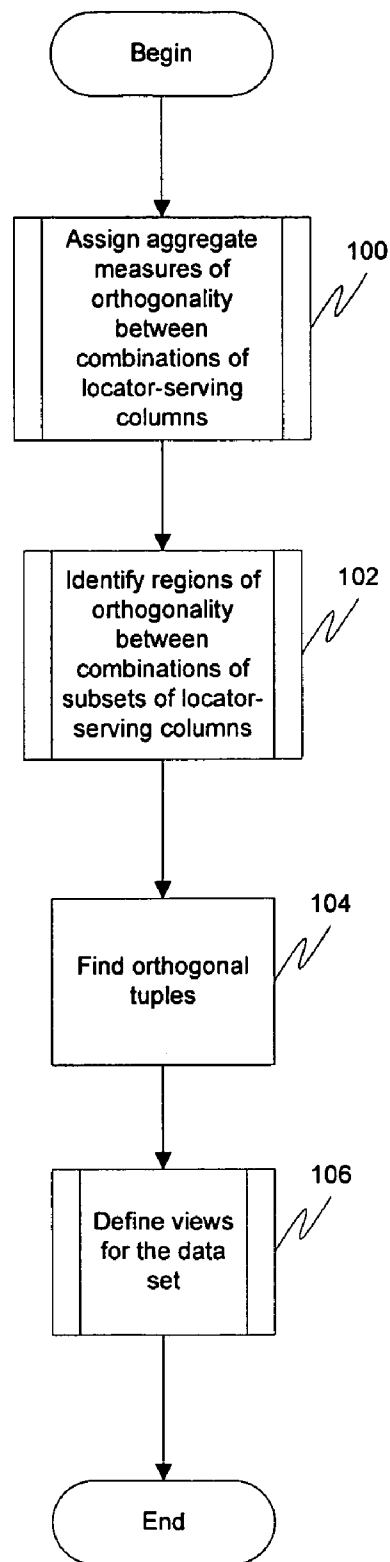 Begin
Assign aggregate
measures of
orthogonality
between
combinations of
locator-serving
columns
100
Identify regions of
orthogonality
between
combinations of
subsets of locator-
serving columns
102
Find orthogonal
tuples
104
Define views
for the data
set
106
End